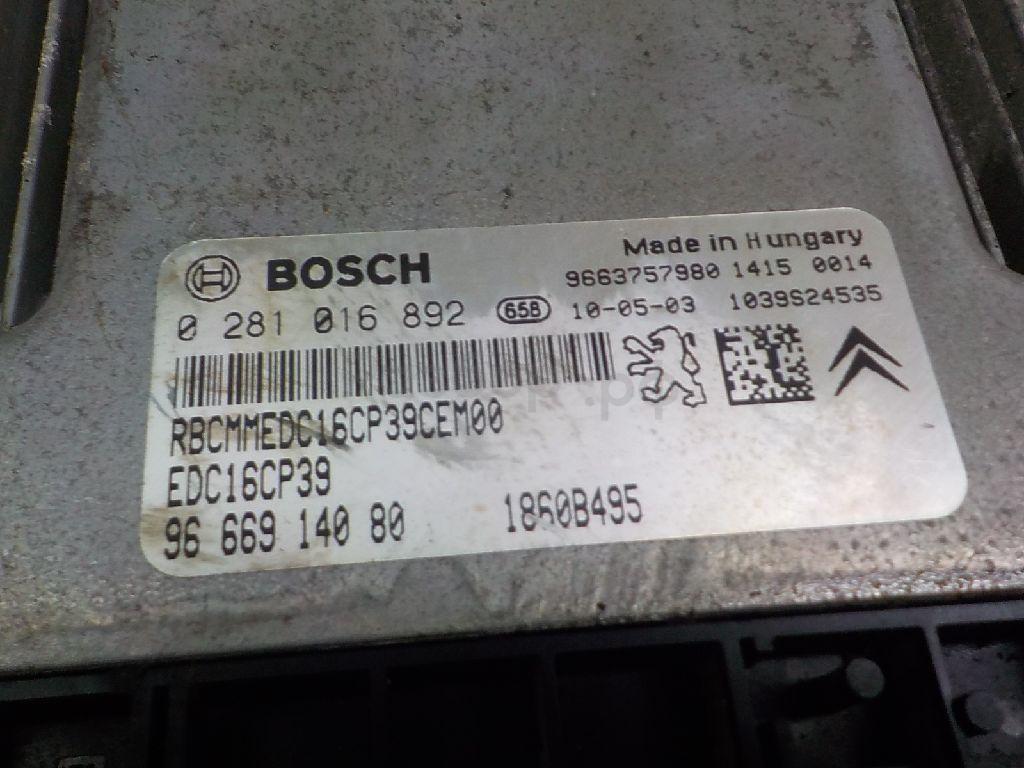 Made in Hungary
BOSCH
9663757980 1415 0014
0 281 016 892 658 10-05-03 1039S24535
RBCMMEDC16CP39CEM00
EDC16CP39
96 669 140 80 1860B495